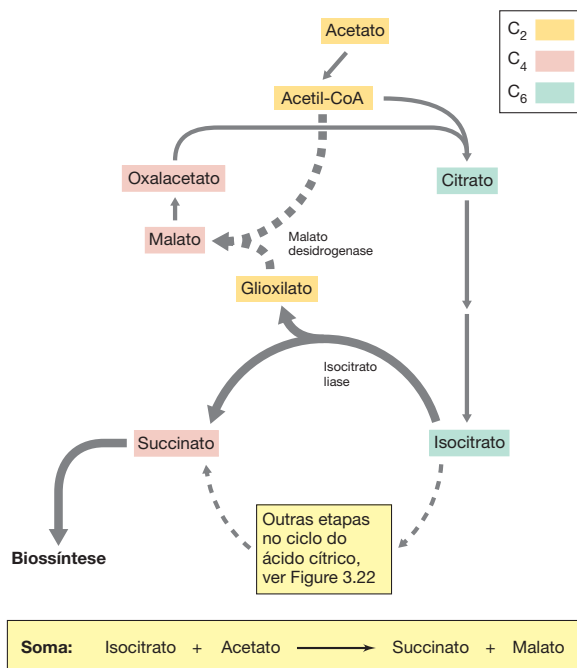 Acetato
C2
Acetil-CoA
C4
C6
Oxalacetato
Citrato
Malato
Malato
desidrogenase
Glioxilato
Isocitrato
liase
Succinato
Isocitrato
Outras etapas
no ciclo do
ácido cítrico,
ver Figure 3.22
Biossíntese
Soma: Isocitrato + Acetato ⟶ Succinato + Malato